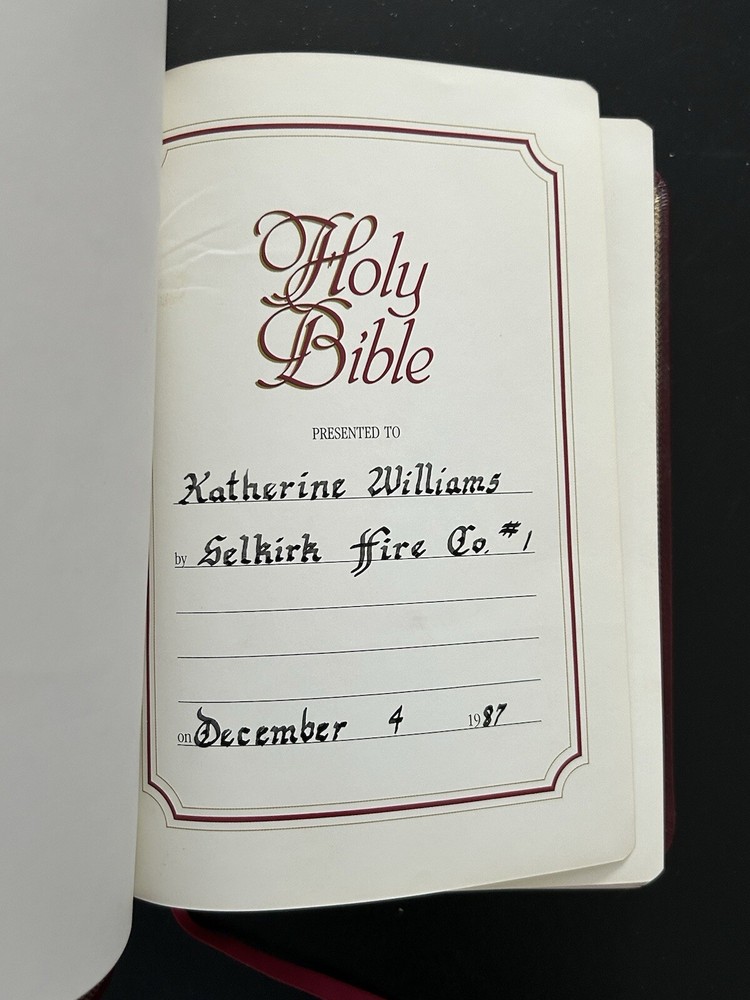 Holy
Bible
PRESENTED TO
Katherine Williams
by Selkirk Fire Co. #1
on December 4 1987